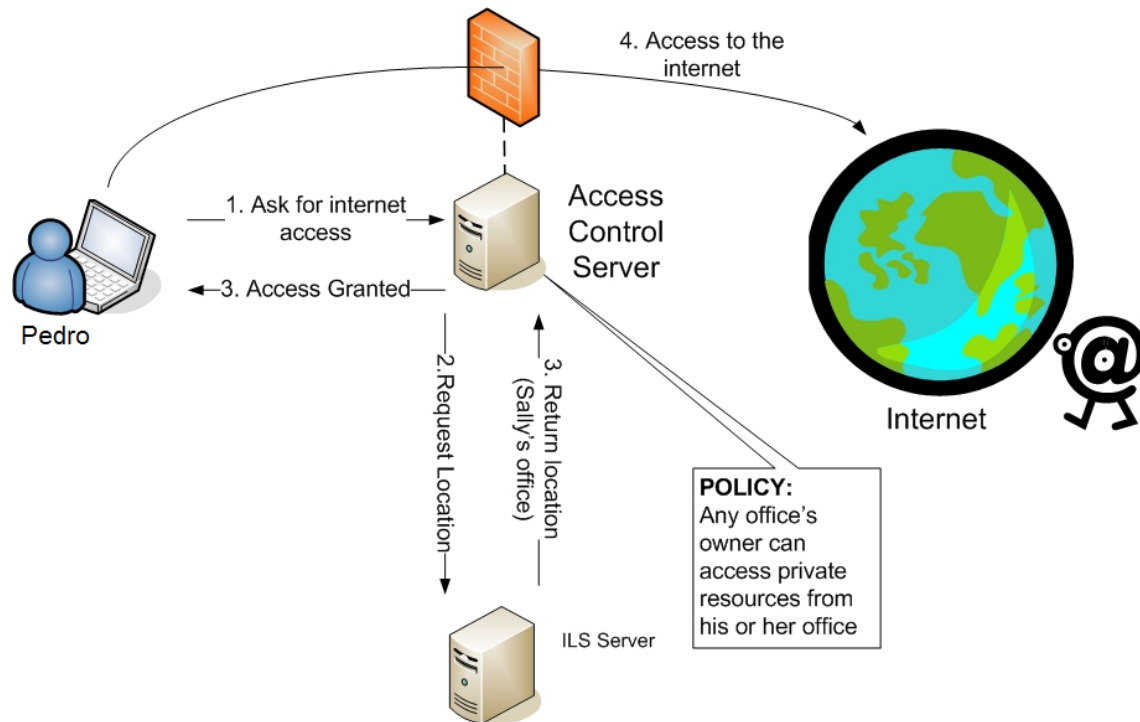 4. Access to the
internet
1. Ask for internet
access
Access
Control
Server
3. Access Granted
Pedro
2.Request Location
3. Return location
(Sally's office)
Internet
@
POLICY:
Any office's
owner can
access private
resources from
his or her office
ILS Server